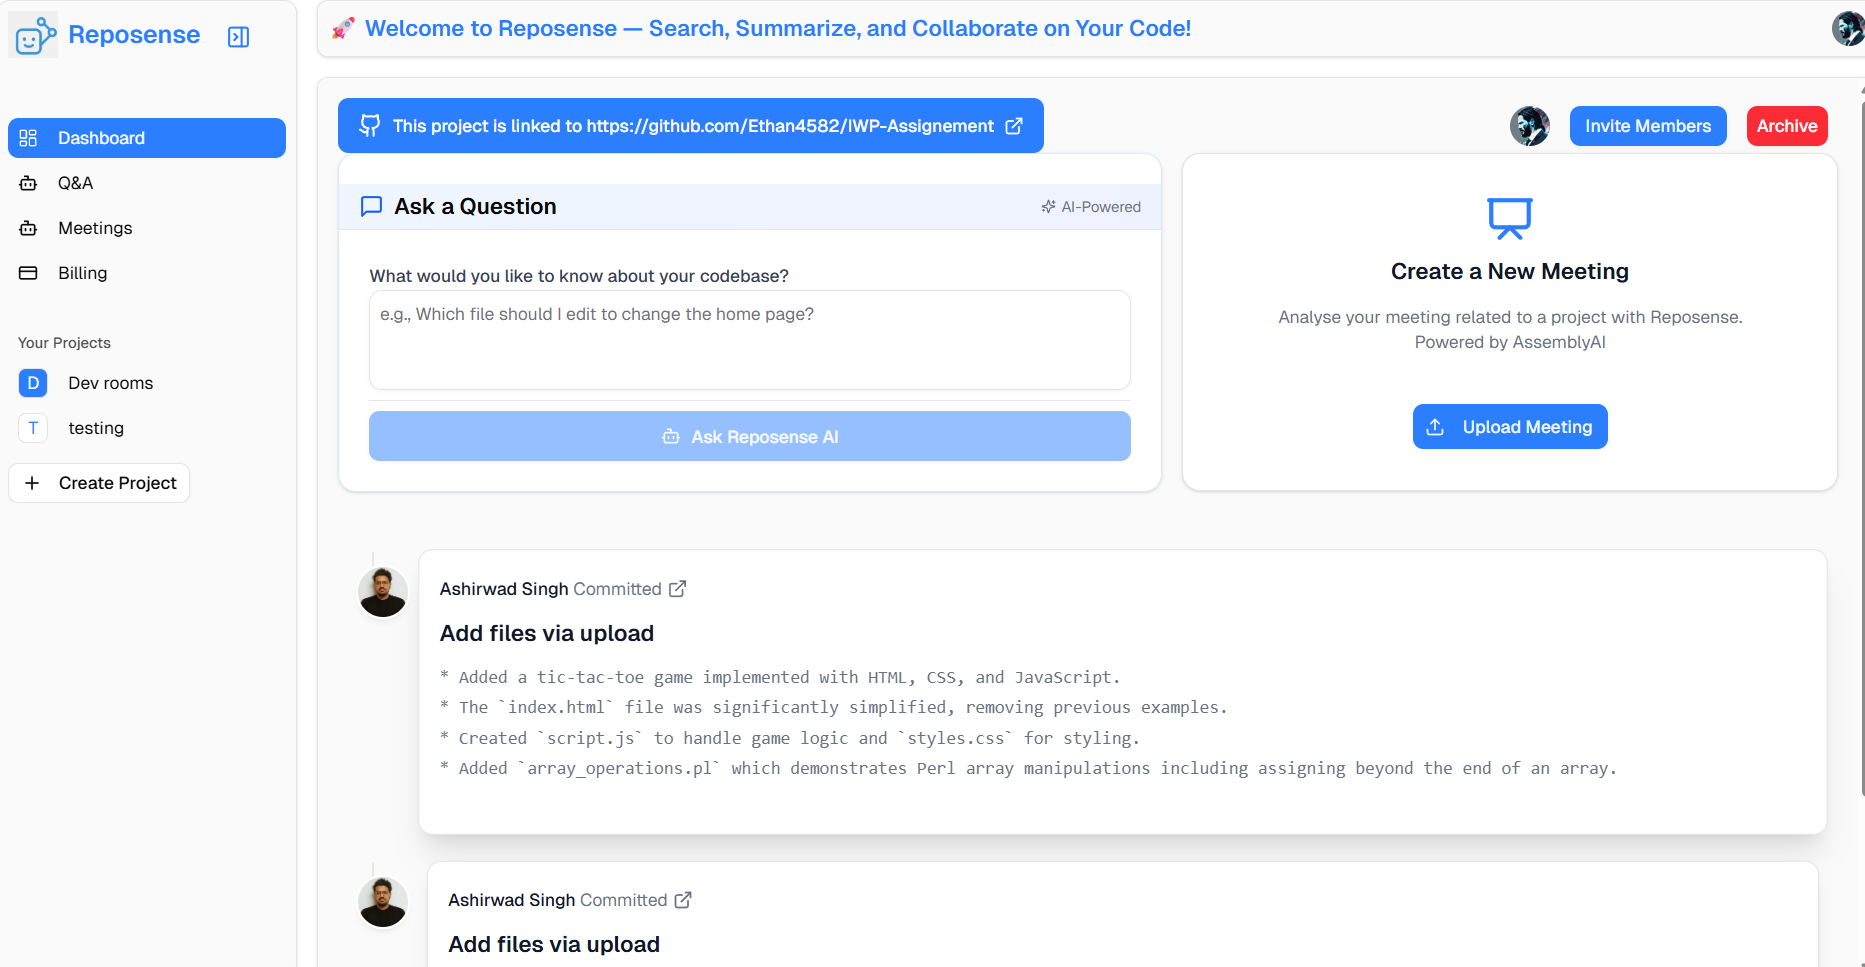 Reposense
🚀 Welcome to Reposense — Search, Summarize, and Collaborate on Your Code!
Dashboard
Q&A
Meetings
Billing
Your Projects
D Dev rooms
T testing
+ Create Project
This project is linked to https://github.com/Ethan4582/IWP-Assignement
Invite Members
Archive
Ask a Question
AI-Powered
What would you like to know about your codebase?
e.g., Which file should I edit to change the home page?
Ask Reposense AI
Create a New Meeting
Analyse your meeting related to a project with Reposense.
Powered by AssemblyAI
Upload Meeting
Ashirwad Singh Committed
Add files via upload
* Added a tic-tac-toe game implemented with HTML, CSS, and JavaScript.
* The `index.html` file was significantly simplified, removing previous examples.
* Created `script.js` to handle game logic and `styles.css` for styling.
* Added `array_operations.pl` which demonstrates Perl array manipulations including assigning beyond the end of an array.
Ashirwad Singh Committed
Add files via upload